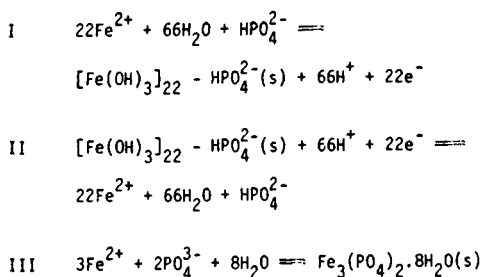 I 22Fe²⁺ + 66H₂O + HPO₄²⁻ ⇌
[Fe(OH)₃]₂₂ - HPO₄²⁻(s) + 66H⁺ + 22e⁻
II [Fe(OH)₃]₂₂ - HPO₄²⁻(s) + 66H⁺ + 22e⁻ ⇌
22Fe²⁺ + 66H₂O + HPO₄²⁻
III 3Fe²⁺ + 2PO₄³⁻ + 8H₂O ⇌ Fe₃(PO₄)₂.8H₂O(s)